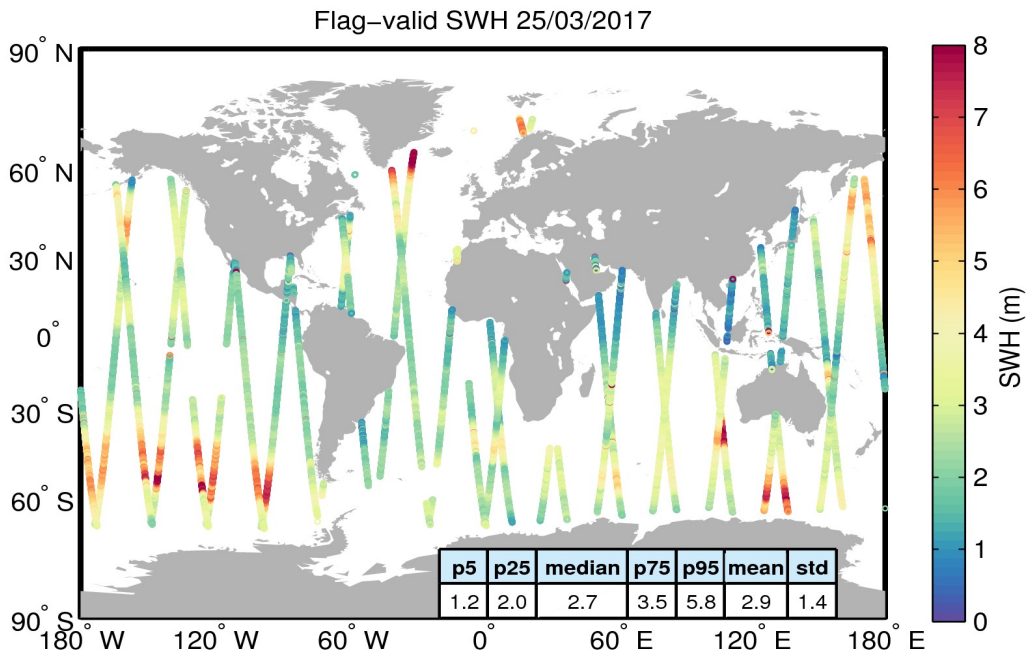 Flag−valid SWH 25/03/2017
90° N
60° N
30° N
0°
30° S
60° S
90° S
180° W
120° W
60° W
0°
60° E
120° E
180° E
p5 p25 median p75 p95 mean std
1.2 2.0 2.7 3.5 5.8 2.9 1.4
8
7
6
5
4
3
2
1
0
SWH (m)